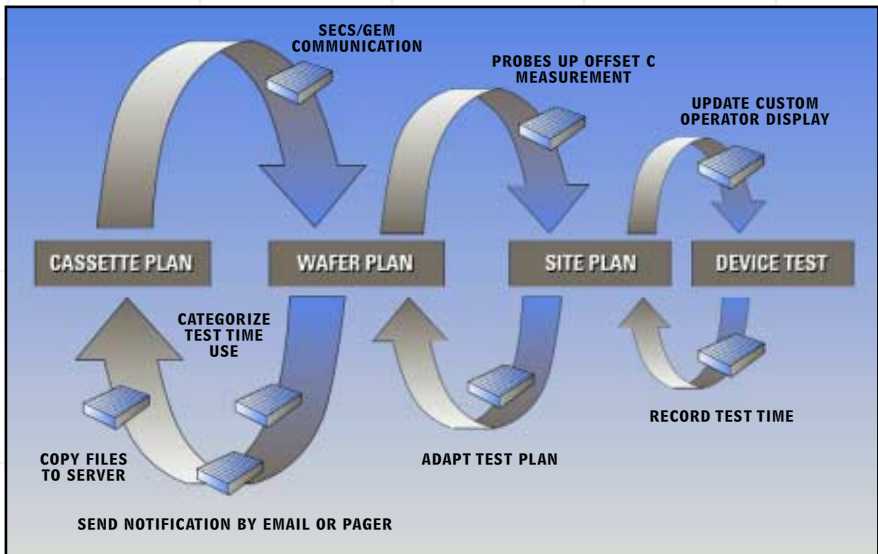 SECS/GEM
COMMUNICATION
PROBES UP OFFSET C
MEASUREMENT
UPDATE CUSTOM
OPERATOR DISPLAY
CASSETTE PLAN
WAFER PLAN
SITE PLAN
DEVICE TEST
CATEGORIZE
TEST TIME
USE
RECORD TEST TIME
COPY FILES
TO SERVER
ADAPT TEST PLAN
SEND NOTIFICATION BY EMAIL OR PAGER